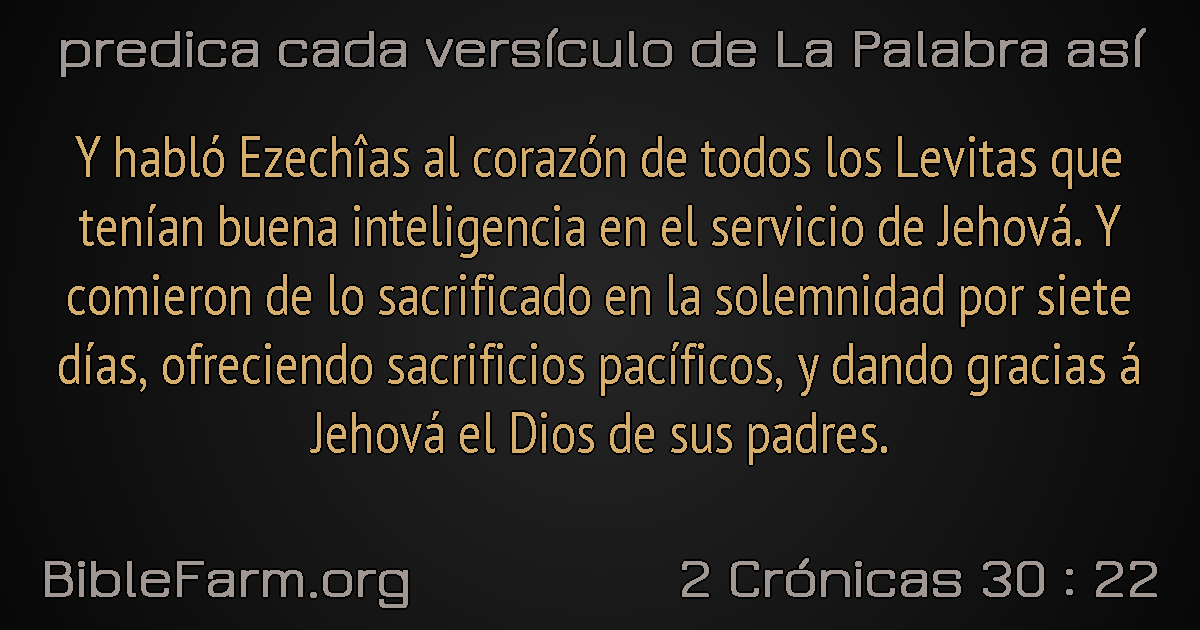 predica cada versículo de La Palabra así
Y habló Ezechîas al corazón de todos los Levitas que
tenían buena inteligencia en el servicio de Jehová. Y
comieron de lo sacrificado en la solemnidad por siete
días, ofreciendo sacrificios pacíficos, y dando gracias á
Jehová el Dios de sus padres.
BibleFarm.org
2 Crónicas 30 : 22